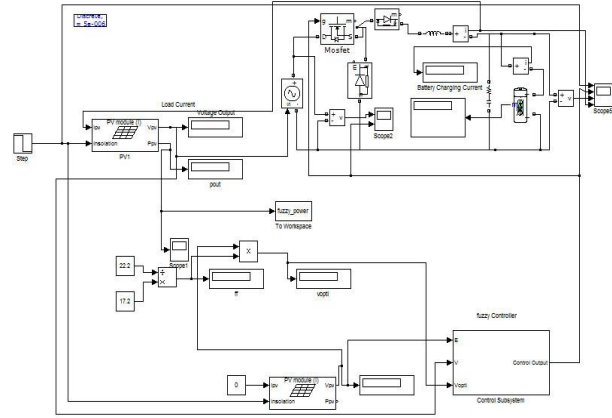 Discrete,
g
m
D
S
Mosfet
m
E
Battery Charging Current
Scope2
Scope5
Load Current
Voltage Output
Ipv
PV module (I)
Vpv
Insolation
Ppv
PV1
Step
pout
fuzzy_power
To Workspace
Scope1
22.2
17.2
X
ff
vopti
fuzzy Controller
E
V
Vopti
Control Output
Control Subsystem
0
Ipv
PV module (I)
Vpv
Insolation
Ppv